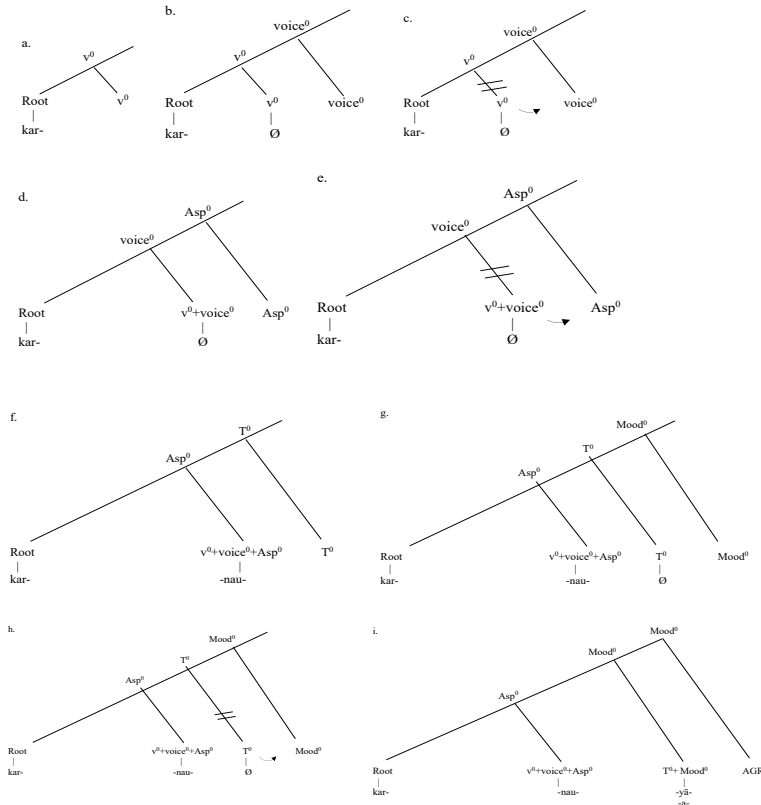 a.
v⁰
Root v⁰
kar-
b.
voice⁰
v⁰
Root v⁰ voice⁰
kar- Ø
c.
voice⁰
v⁰
Root v⁰ voice⁰
kar- Ø
d.
Asp⁰
voice⁰
Root v⁰+voice⁰ Asp⁰
kar- Ø
e.
Asp⁰
voice⁰
Root v⁰+voice⁰ Asp⁰
kar- Ø
f.
T⁰
Asp⁰
Root v⁰+voice⁰+Asp⁰ T⁰
kar- -nau-
g.
Mood⁰
T⁰
Asp⁰
Root v⁰+voice⁰+Asp⁰ T⁰ Mood⁰
kar- -nau- Ø
h.
Mood⁰
T⁰
Asp⁰
Root v⁰+voice⁰+Asp⁰ T⁰ Mood⁰
kar- -nau- Ø
i.
Mood⁰
Mood⁰
Asp⁰
Root v⁰+voice⁰+Asp⁰ T⁰+ Mood⁰ AGR
kar- -nau- -yā-
-a-